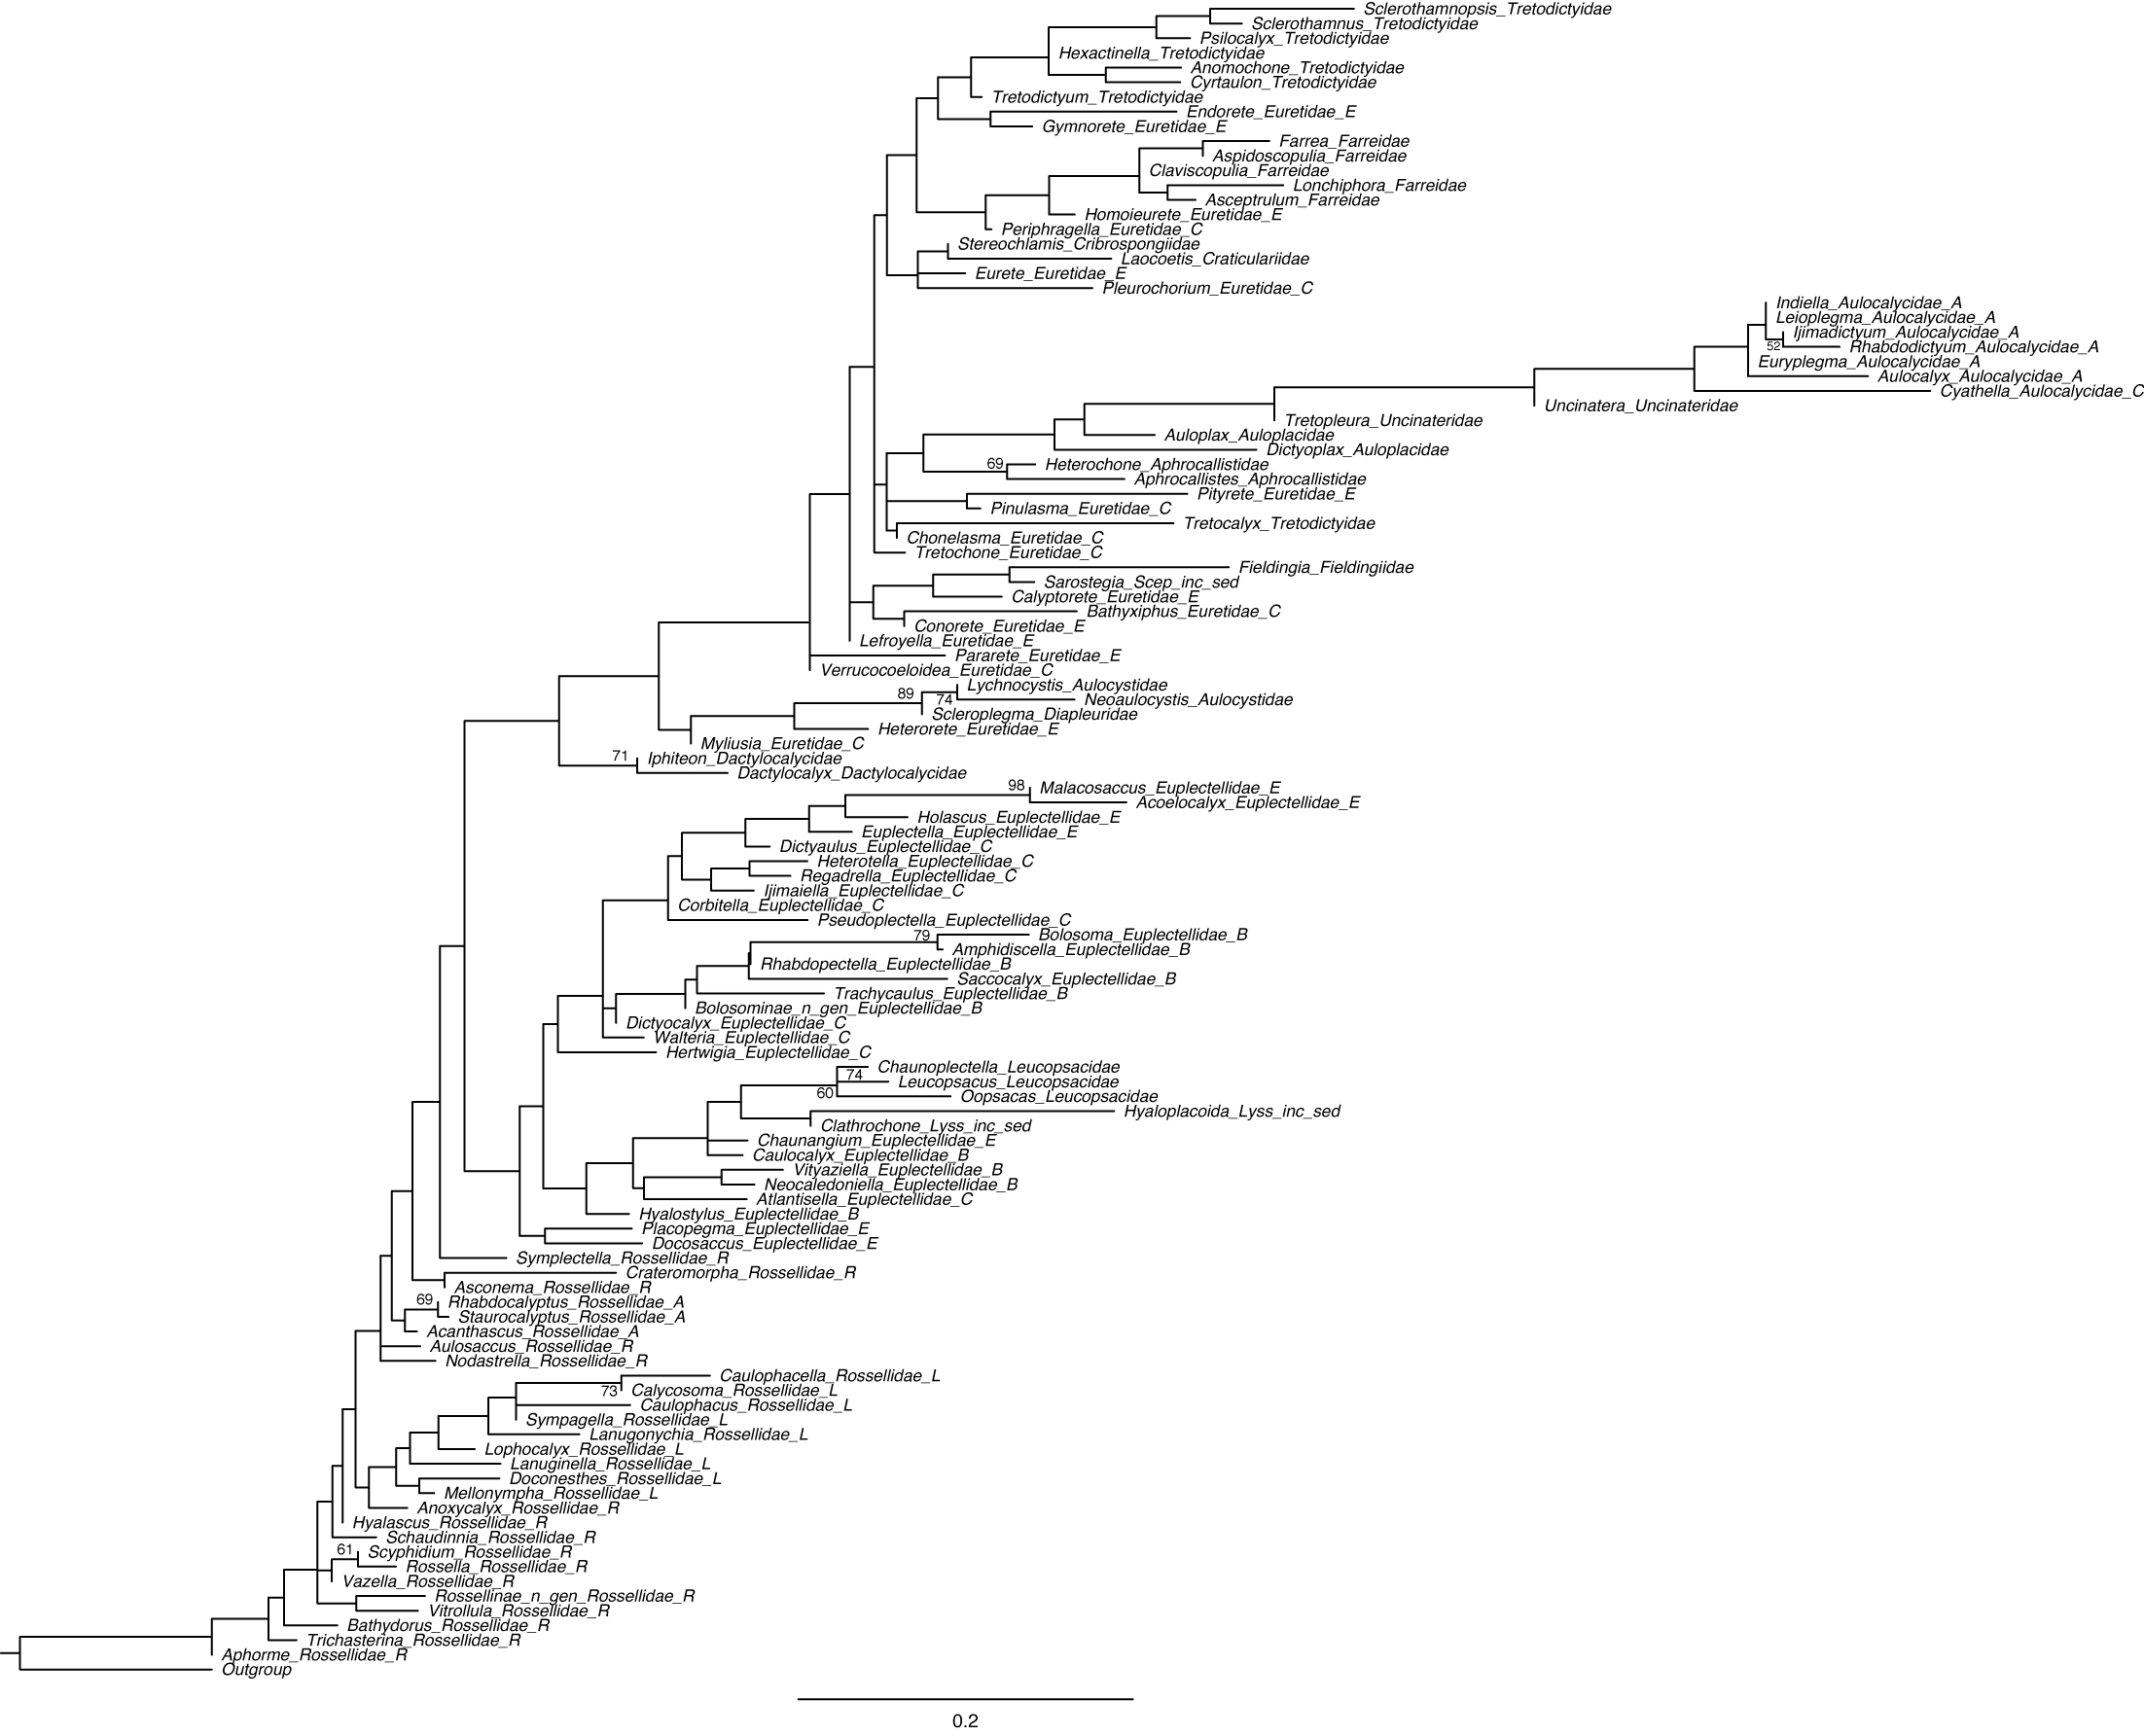 Sclerothamnopsis_Tretodictyidae
Sclerothamnus_Tretodictyidae
Psilocalyx_Tretodictyidae
Hexactinella_Tretodictyidae
Anomochone_Tretodictyidae
Cyrtaulon_Tretodictyidae
Tretodictyum_Tretodictyidae
Endorete_Euretidae_E
Gymnorete_Euretidae_E
Farrea_Farreidae
Aspidoscopulia_Farreidae
Claviscopulia_Farreidae
Lonchiphora_Farreidae
Asceptrulum_Farreidae
Homoieurete_Euretidae_E
Periphragella_Euretidae_C
Stereochlamis_Cribrospongiidae
Laocoetis_Craticulariidae
Eurete_Euretidae_E
Pleurochorium_Euretidae_C
Indiella_Aulocalycidae_A
Leioplegma_Aulocalycidae_A
Ijimadictyum_Aulocalycidae_A
52 Rhabdodictyum_Aulocalycidae_A
Euryplegma_Aulocalycidae_A
Aulocalyx_Aulocalycidae_A
Cyathella_Aulocalycidae_C
Uncinatera_Uncinateridae
Tretopleura_Uncinateridae
Auloplax_Auloplacidae
Dictyoplax_Auloplacidae
69 Heterochone_Aphrocallistidae
Aphrocallistes_Aphrocallistidae
Pityrete_Euretidae_E
Pinulasma_Euretidae_C
Tretocalyx_Tretodictyidae
Chonelasma_Euretidae_C
Tretochone_Euretidae_C
Fieldingia_Fieldingiidae
Sarostegia_Scep_inc_sed
Calyptorete_Euretidae_E
Bathyxiphus_Euretidae_C
Conorete_Euretidae_E
Lefroyella_Euretidae_E
Pararete_Euretidae_E
Verrucocoeloidea_Euretidae_C
Lychnocystis_Aulocystidae
89 74 Neoaulocystis_Aulocystidae
Scleroplegma_Diapleuridae
Heterorete_Euretidae_E
Myliusia_Euretidae_C
71 Iphiteon_Dactylocalycidae
Dactylocalyx_Dactylocalycidae
98 Malacosaccus_Euplectellidae_E
Acoelocalyx_Euplectellidae_E
Holascus_Euplectellidae_E
Euplectella_Euplectellidae_E
Dictyaulus_Euplectellidae_C
Heterotella_Euplectellidae_C
Regadrella_Euplectellidae_C
Ijimaiella_Euplectellidae_C
Corbitella_Euplectellidae_C
Pseudoplectella_Euplectellidae_C
79 Bolosoma_Euplectellidae_B
Amphidiscella_Euplectellidae_B
Rhabdopectella_Euplectellidae_B
Saccocalyx_Euplectellidae_B
Trachycaulus_Euplectellidae_B
Bolosominae_n_gen_Euplectellidae_B
Dictyocalyx_Euplectellidae_C
Walteria_Euplectellidae_C
Hertwigia_Euplectellidae_C
Chaunoplectella_Leucopsacidae
74 Leucopsacus_Leucopsacidae
60 Oopsacas_Leucopsacidae
Hyaloplacoida_Lyss_inc_sed
Clathrochone_Lyss_inc_sed
Chaunangium_Euplectellidae_E
Caulocalyx_Euplectellidae_B
Vityaziella_Euplectellidae_B
Neocaledoniella_Euplectellidae_B
Atlantisella_Euplectellidae_C
Hyalostylus_Euplectellidae_B
Placopegma_Euplectellidae_E
Docosaccus_Euplectellidae_E
Symplectella_Rossellidae_R
Crateromorpha_Rossellidae_R
Asconema_Rossellidae_R
69 Rhabdocalyptus_Rossellidae_A
Staurocalyptus_Rossellidae_A
Acanthascus_Rossellidae_A
Aulosaccus_Rossellidae_R
Nodastrella_Rossellidae_R
Caulophacella_Rossellidae_L
73 Calycosoma_Rossellidae_L
Caulophacus_Rossellidae_L
Sympagella_Rossellidae_L
Lanugonychia_Rossellidae_L
Lophocalyx_Rossellidae_L
Lanuginella_Rossellidae_L
Doconesthes_Rossellidae_L
Mellonympha_Rossellidae_L
Anoxycalyx_Rossellidae_R
Hyalascus_Rossellidae_R
Schaudinnia_Rossellidae_R
61 Scyphidium_Rossellidae_R
Rossella_Rossellidae_R
Vazella_Rossellidae_R
Rossellinae_n_gen_Rossellidae_R
Vitrollula_Rossellidae_R
Bathydorus_Rossellidae_R
Trichasterina_Rossellidae_R
Aphorme_Rossellidae_R
Outgroup
0.2